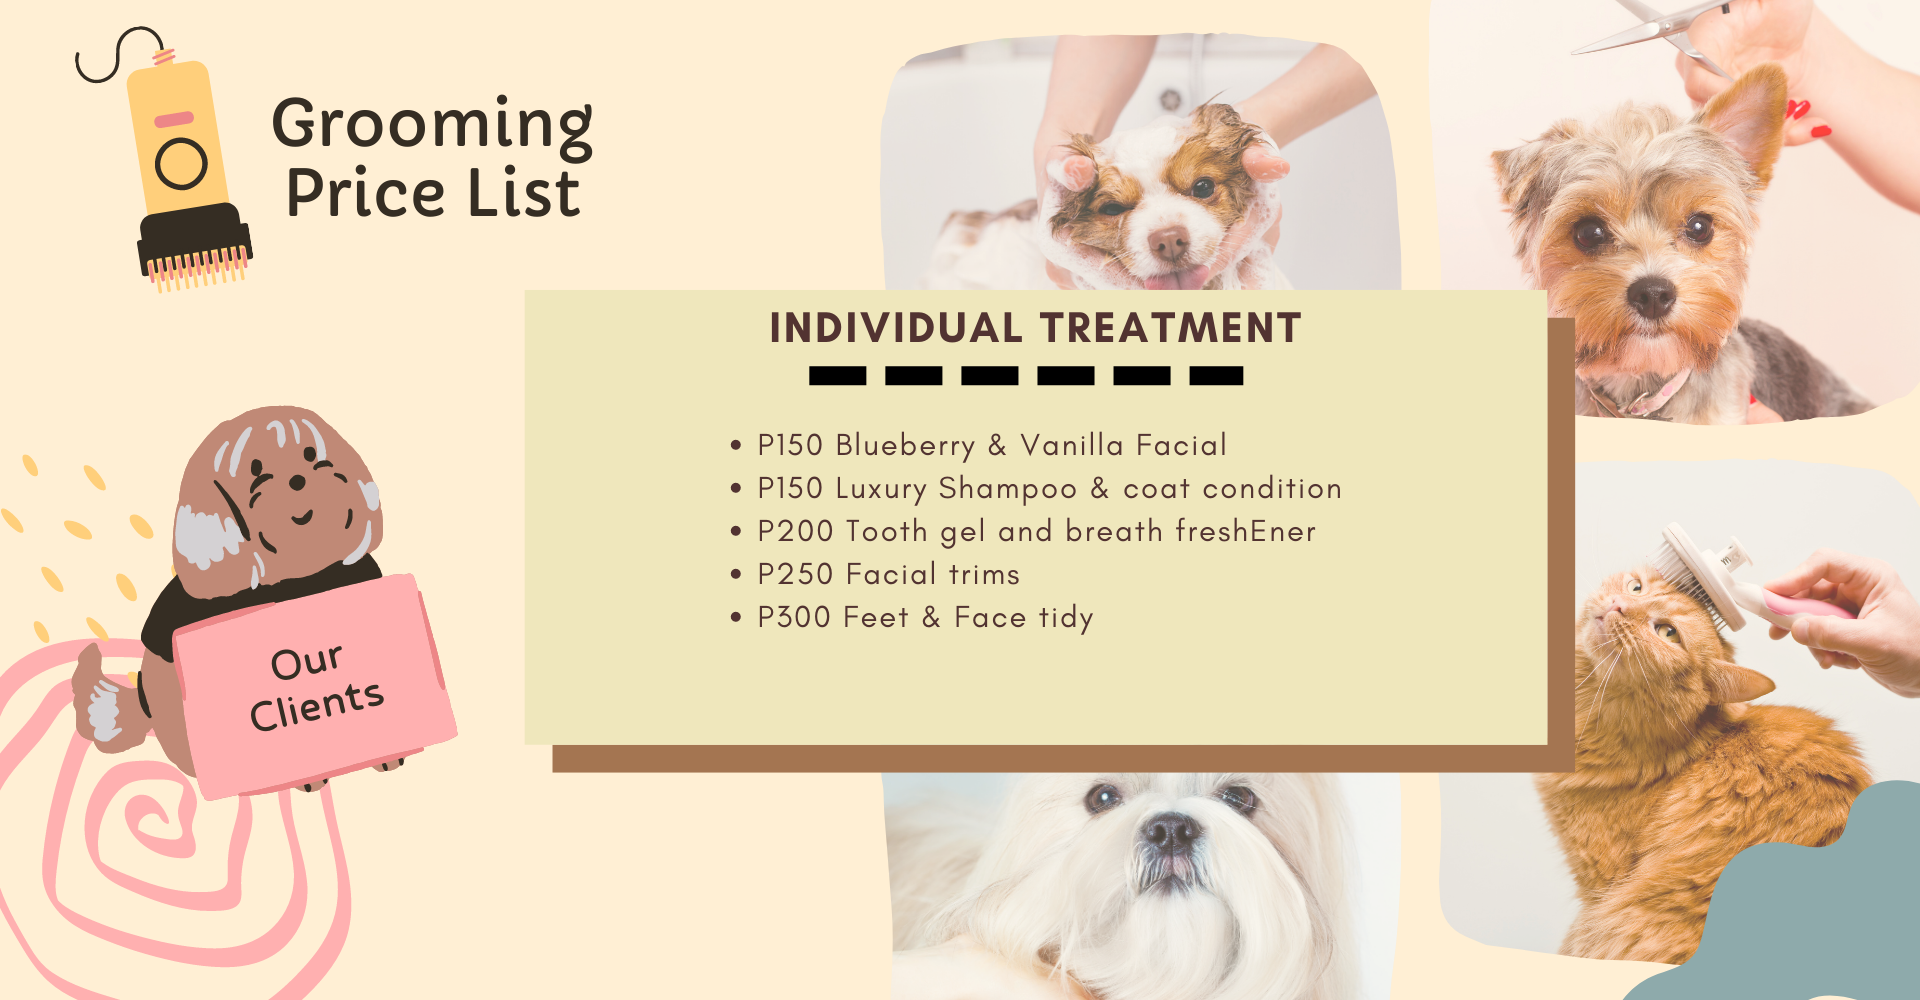 Grooming
Price List
INDIVIDUAL TREATMENT
• P150 Blueberry & Vanilla Facial
• P150 Luxury Shampoo & coat condition
• P200 Tooth gel and breath freshEner
• P250 Facial trims
• P300 Feet & Face tidy
Our
Clients